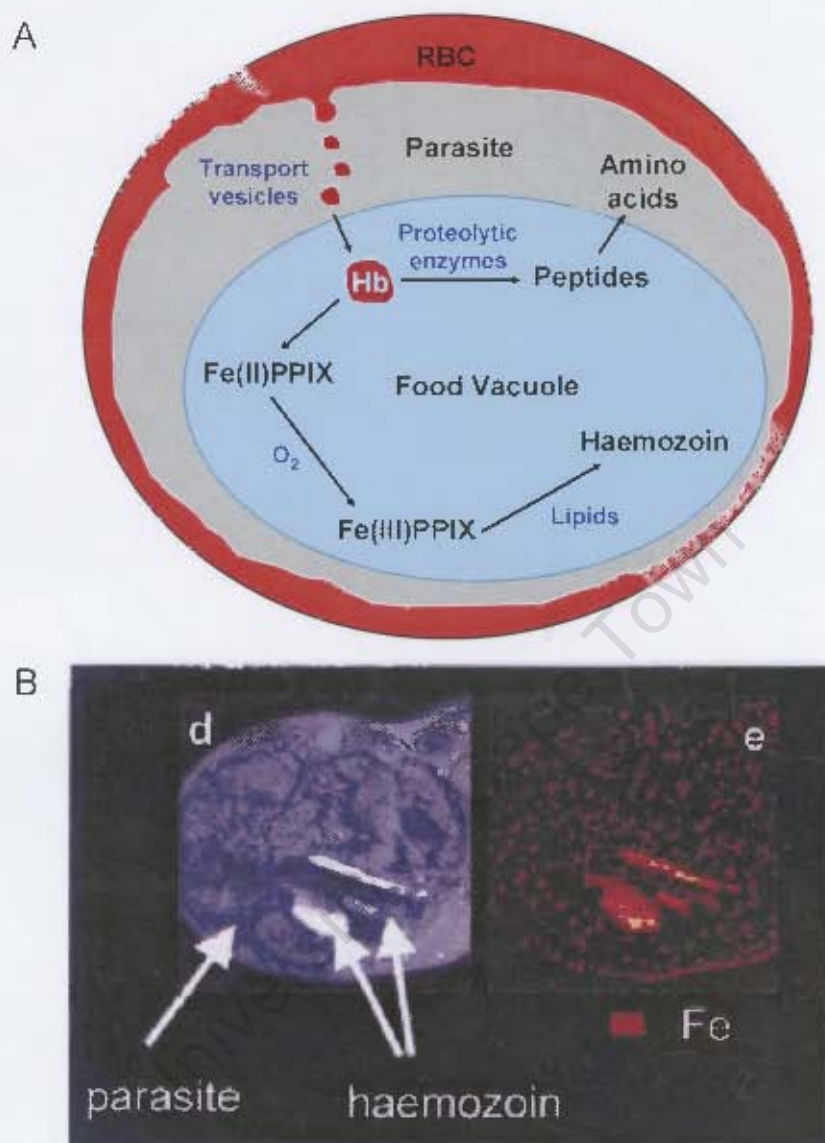 A
RBC
Parasite
Transport
vesicles
Amino
acids
Proteolytic
enzymes
Hb
Peptides
Fe(II)PPIX
Food Vacuole
O₂
Haemozoin
Fe(III)PPIX
Lipids
B
d
e
Fe
parasite
haemozoin
Town